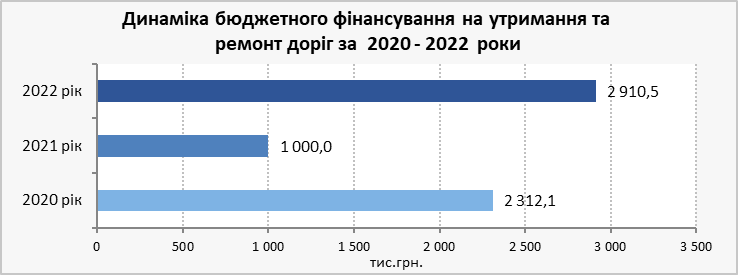 Динаміка бюджетного фінансування на утримання та
ремонт доріг за 2020 - 2022 роки
2022 рік
2 910,5
2021 рік
1 000,0
2020 рік
2 312,1
0 500 1 000 1 500 2 000 2 500 3 000 3 500
тис.грн.